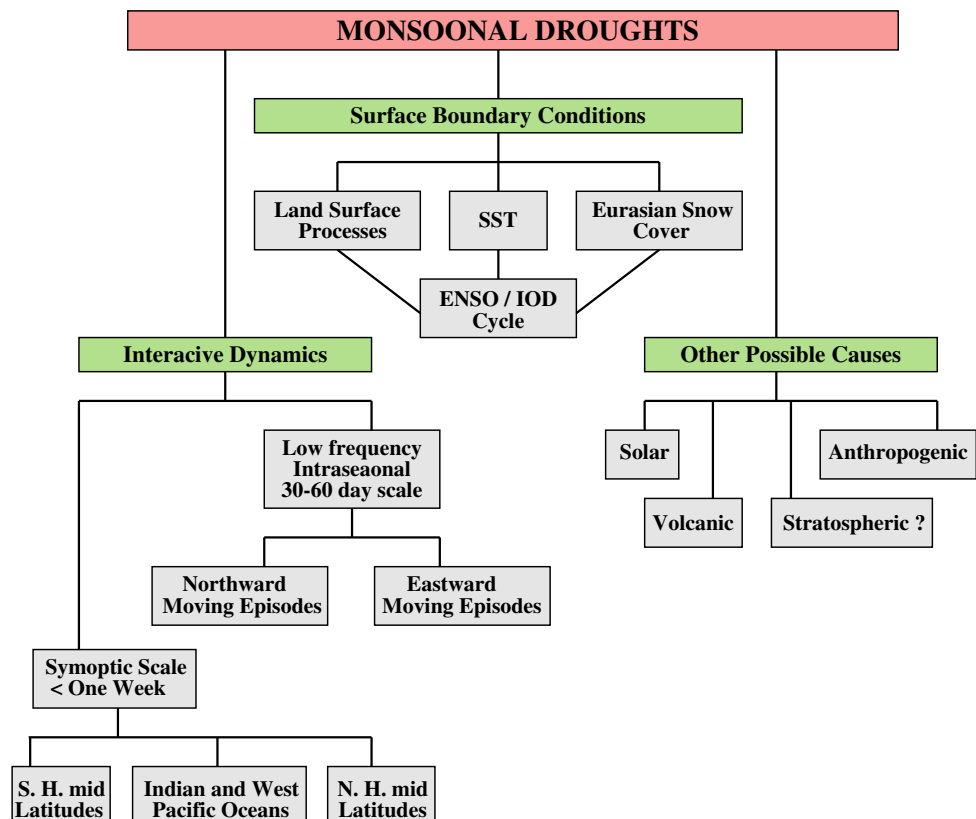 MONSOONAL DROUGHTS
Surface Boundary Conditions
Land Surface
Processes
SST
Eurasian Snow
Cover
ENSO / IOD
Cycle
Interacive Dynamics
Other Possible Causes
Low frequency
Intraseaonal
30-60 day scale
Solar
Anthropogenic
Volcanic
Stratospheric ?
Northward
Moving Episodes
Eastward
Moving Episodes
Symoptic Scale
< One Week
S. H. mid
Latitudes
Indian and West
Pacific Oceans
N. H. mid
Latitudes